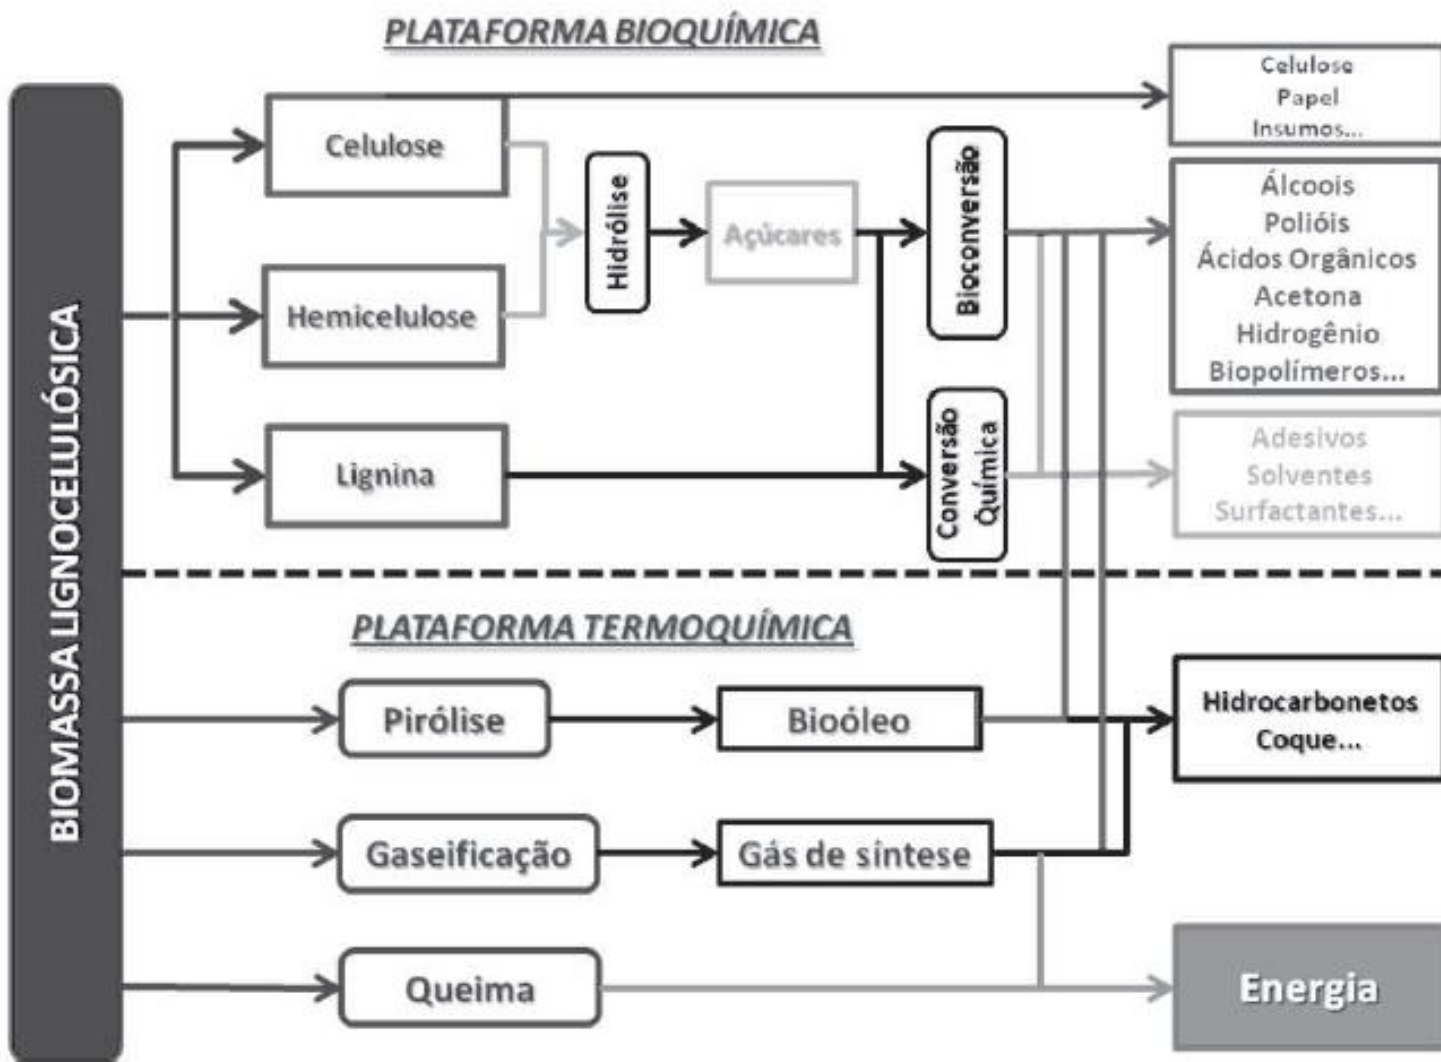 PLATAFORMA BIOQUÍMICA
BIOMASSA LIGNOCELULÓSICA
Celulose
Hemicelulose
Lignina
Hidrólise
Açúcares
Bioconversão
Conversão
Química
Celulose
Papel
Insumos...
Álcoois
Polióis
Ácidos Orgânicos
Acetona
Hidrogênio
Biopolímeros...
Adesivos
Solventes
Surfactantes...
PLATAFORMA TERMOQUÍMICA
Pirólise
Bioóleo
Hidrocarbonetos
Coque...
Gaseificação
Gás de síntese
Queima
Energia